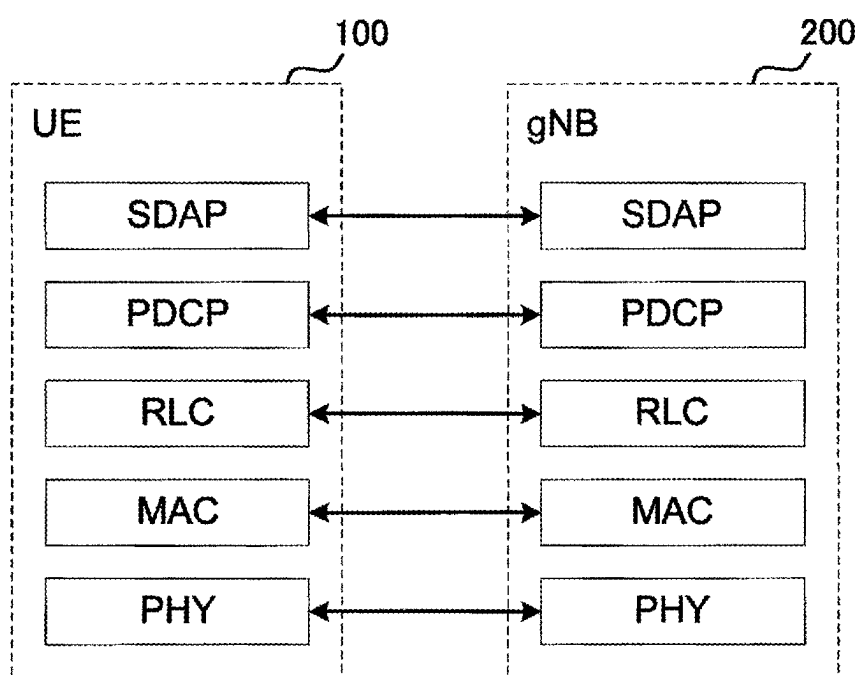 100
200
UE
gNB
SDAP
SDAP
PDCP
PDCP
RLC
RLC
MAC
MAC
PHY
PHY